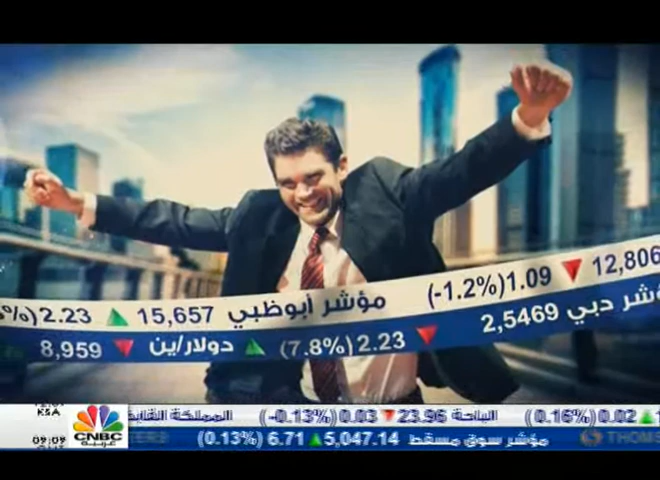 12,806 ▼ 1.09(-1.2%) مؤشر أبوظبي 15,657 ▲ 2.23(
2,5469 ▼ 2.23(7.8%) ▲ دولار/ين ▼ 8,959
0.02(0.16%) الباحة 23.96 ▼ 0.03(-0.13%) المملكة
مؤشر سوق مسقط 5,047.14 ▲ 6.71 (0.13%)
KSA
09:09
CNBC
عربية